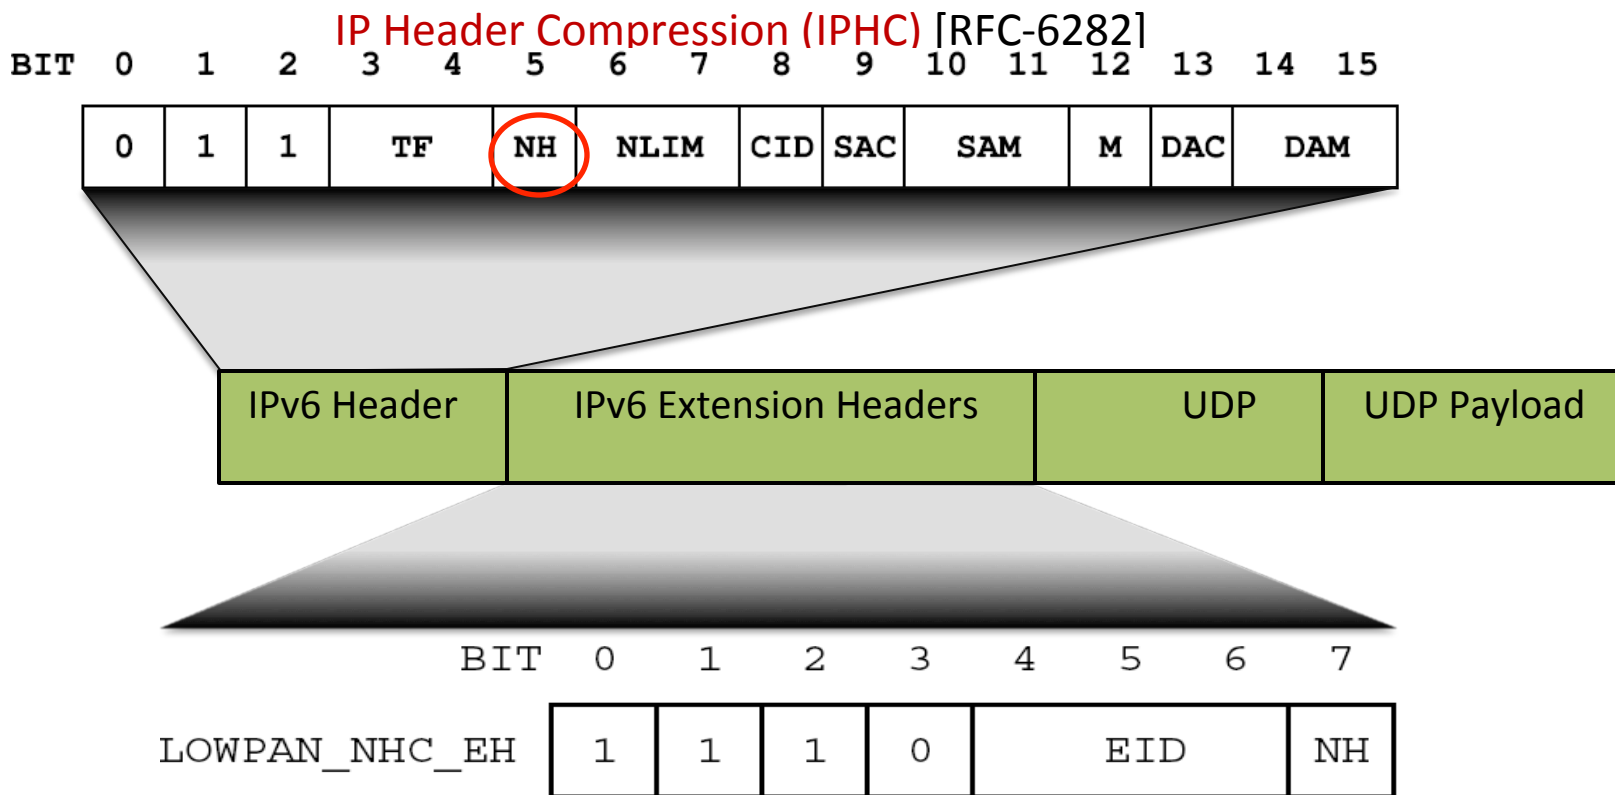 IP Header Compression (IPHC) [RFC-6282]
BIT 0 1 2 3 4 5 6 7 8 9 10 11 12 13 14 15
0 1 1 TF NH NLIM CID SAC SAM M DAC DAM
IPv6 Header IPv6 Extension Headers UDP UDP Payload
BIT 0 1 2 3 4 5 6 7
LOWPAN_NHC_EH 1 1 1 0 EID NH